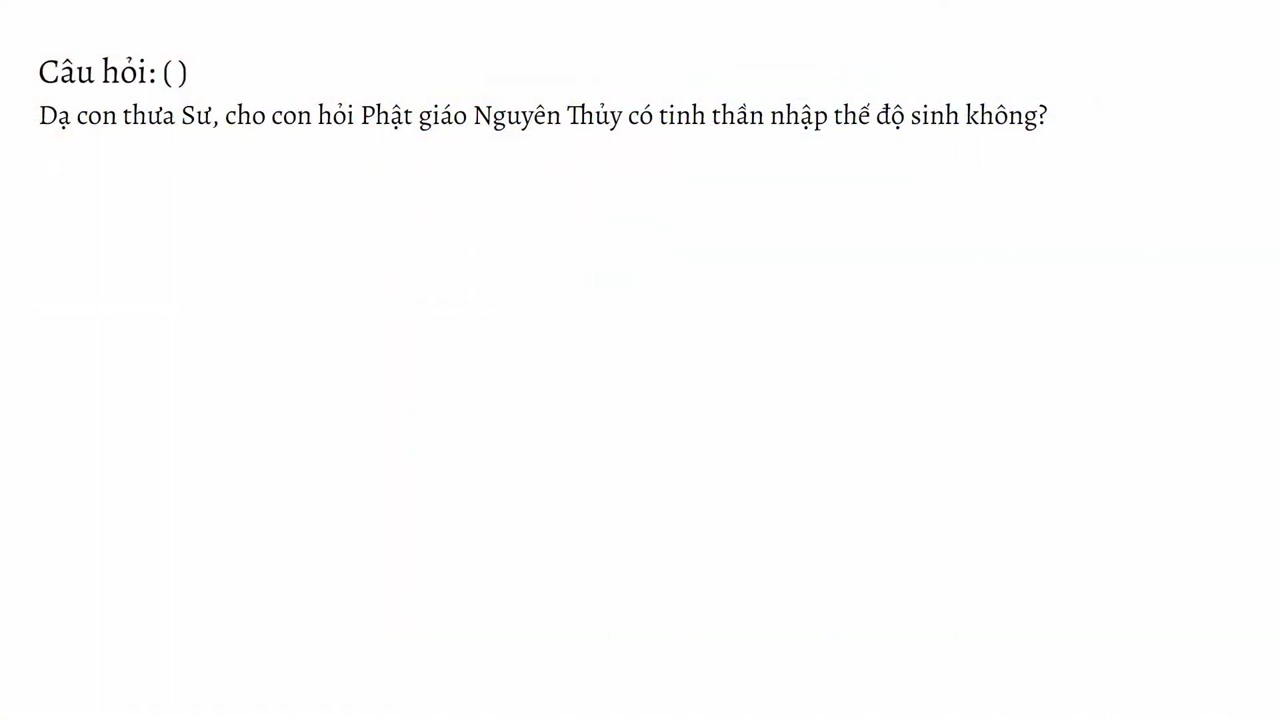 Câu hỏi: ( )
Dạ con thưa Sư, cho con hỏi Phật giáo Nguyên Thủy có tinh thần nhập thế độ sinh không?